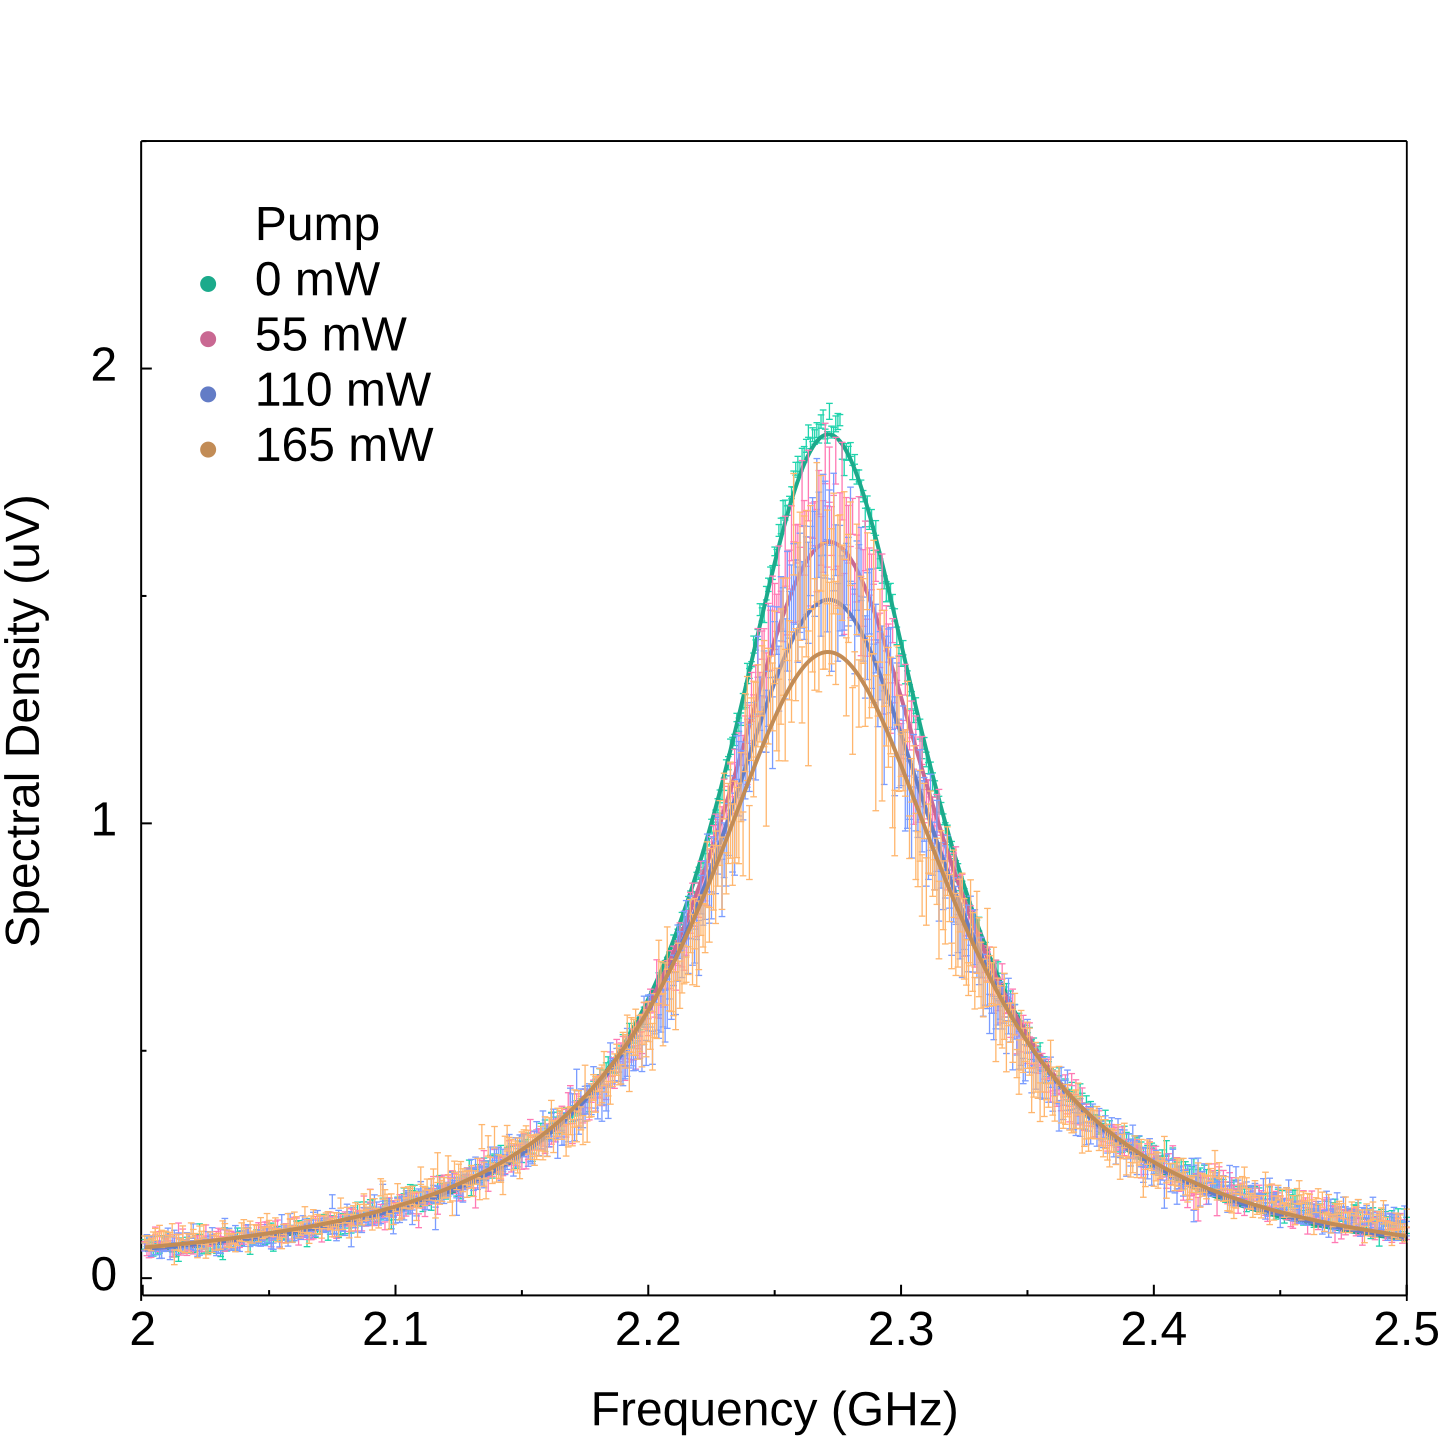 Pump
0 mW
55 mW
110 mW
165 mW
2
1
0
Spectral Density (uV)
2 2.1 2.2 2.3 2.4 2.5
Frequency (GHz)